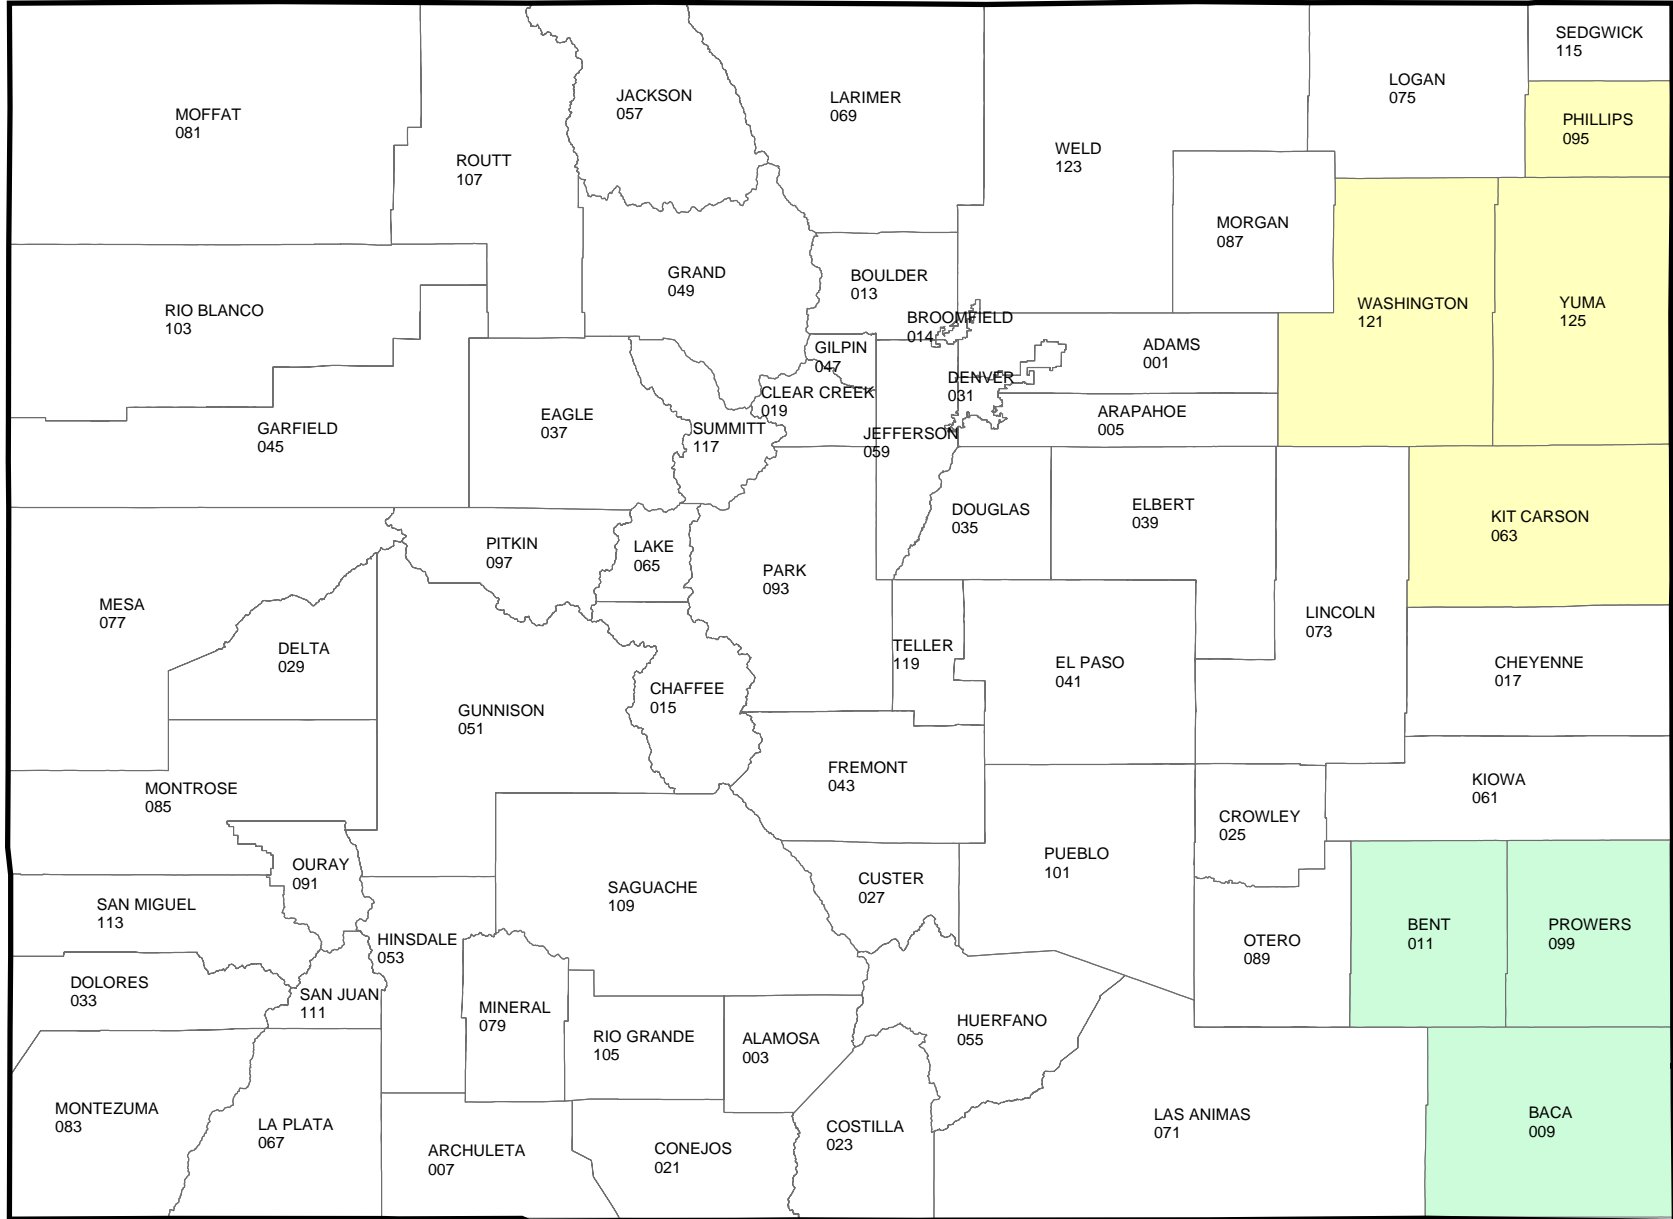 SEDGWICK
115
LOGAN
075
JACKSON
057
LARIMER
069
MOFFAT
081
PHILLIPS
095
WELD
123
ROUTT
107
MORGAN
087
GRAND
049
BOULDER
013
RIO BLANCO
103
WASHINGTON
121
YUMA
125
BROOMFIELD
014
GILPIN
047
ADAMS
001
DENVER
031
CLEAR CREEK
019
ARAPAHOE
005
EAGLE
037
GARFIELD
045
SUMMITT
117
JEFFERSON
059
DOUGLAS
035
ELBERT
039
KIT CARSON
063
PITKIN
097
LAKE
065
PARK
093
MESA
077
LINCOLN
073
DELTA
029
TELLER
119
EL PASO
041
CHEYENNE
017
CHAFFEE
015
GUNNISON
051
FREMONT
043
KIOWA
061
MONTROSE
085
CROWLEY
025
PUEBLO
101
OURAY
091
SAGUACHE
109
CUSTER
027
SAN MIGUEL
113
BENT
011
PROWERS
099
HINSDALE
053
OTERO
089
DOLORES
033
SAN JUAN
111
MINERAL
079
RIO GRANDE
105
ALAMOSA
003
HUERFANO
055
MONTEZUMA
083
LA PLATA
067
ARCHULETA
007
CONEJOS
021
COSTILLA
023
LAS ANIMAS
071
BACA
009